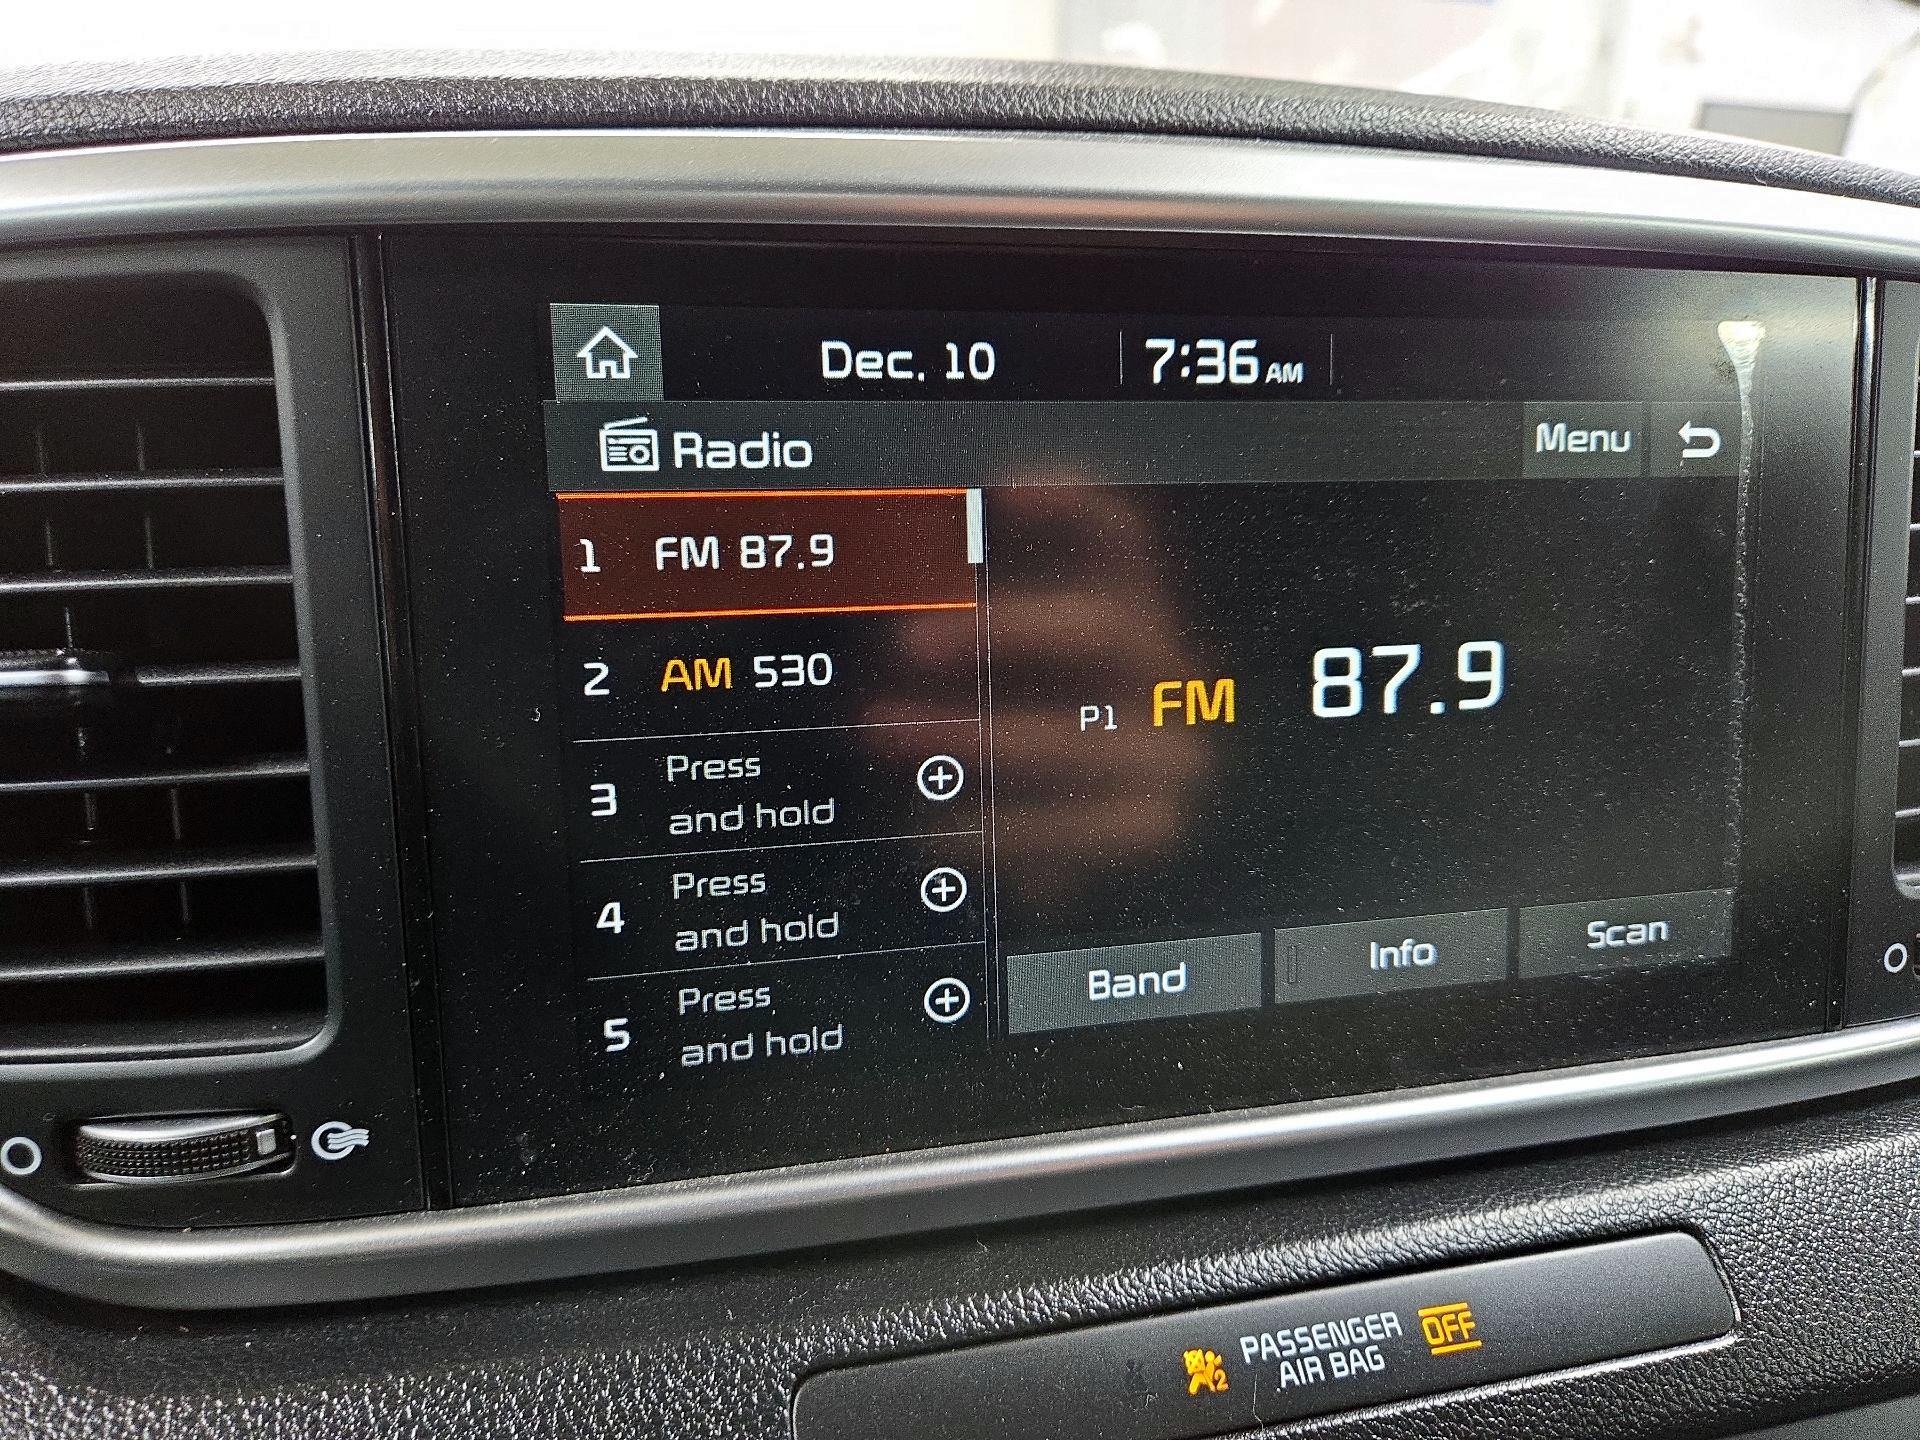 Dec. 10 7:36 AM
Radio
Menu
1 FM 87.9
2 AM 530
3 Press
and hold
4 Press
and hold
5 Press
and hold
P1 FM 87.9
Band Info Scan
PASSENGER
AIR BAG
OFF
2